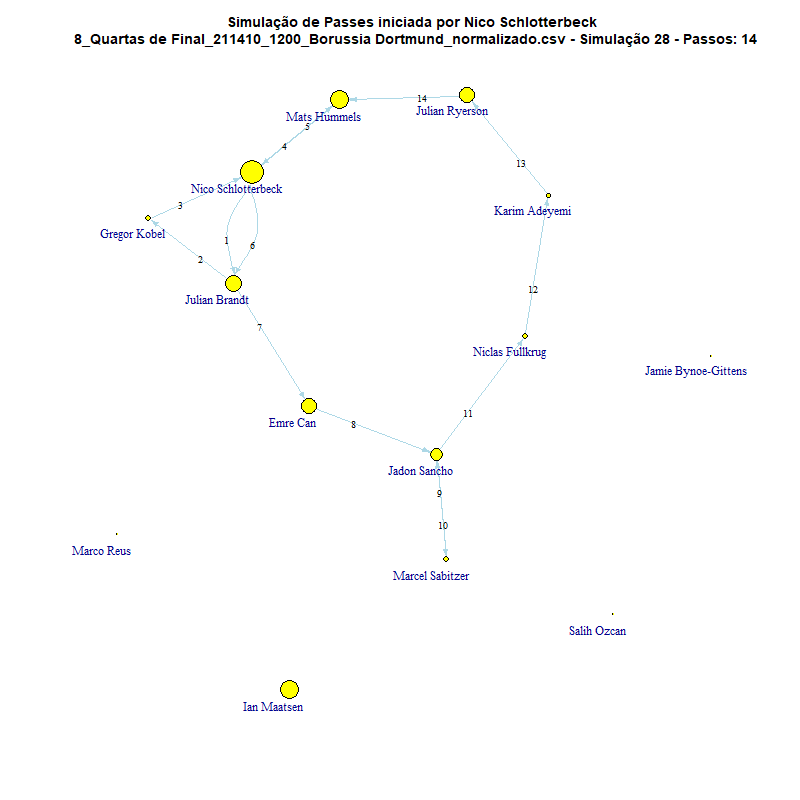 Simulação de Passes iniciada por Nico Schlotterbeck
8_Quartas de Final_211410_1200_Borussia Dortmund_normalizado.csv - Simulação 28 - Passos: 14
14
Mats Hummels
Julian Ryerson
5
4
13
Nico Schlotterbeck
3
Karim Adeyemi
Gregor Kobel
1
6
2
12
Julian Brandt
7
Niclas Fullkrug
Jamie Bynoe-Gittens
11
Emre Can
8
Jadon Sancho
9
10
Marco Reus
Marcel Sabitzer
Salih Ozcan
Ian Maatsen